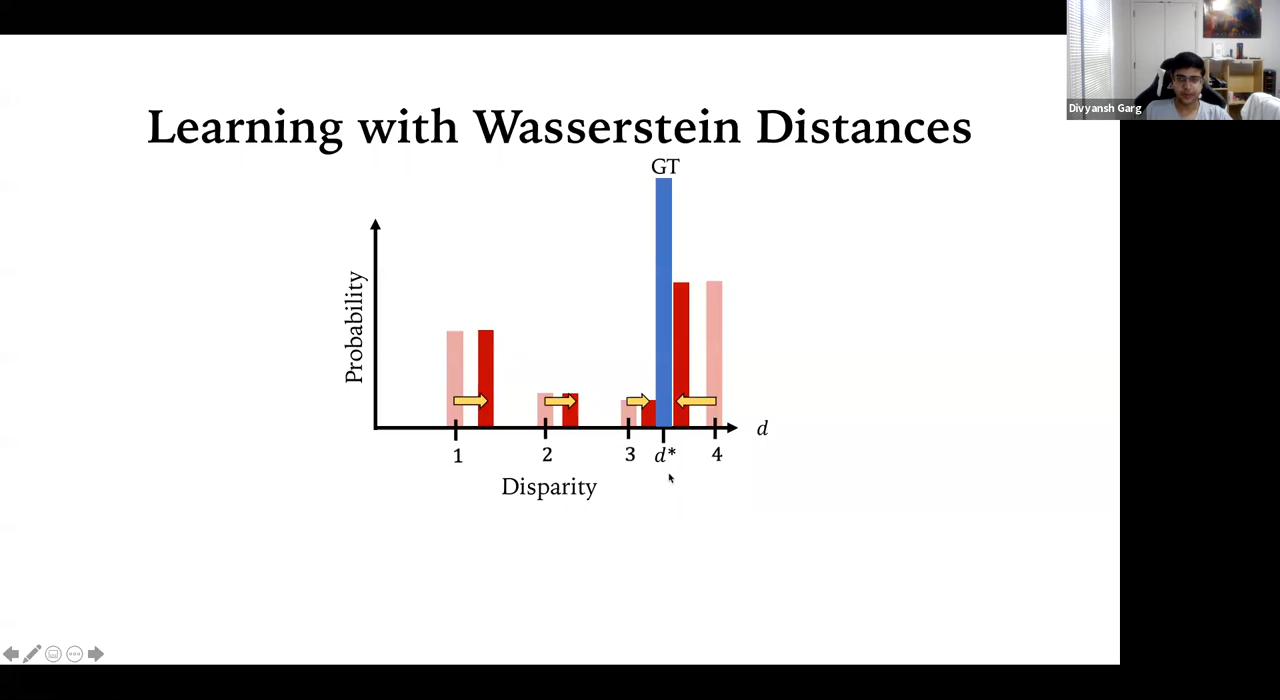 Divyansh Garg
Learning with Wasserstein Distances
GT
Probability
d
1
2
3
d*
4
Disparity